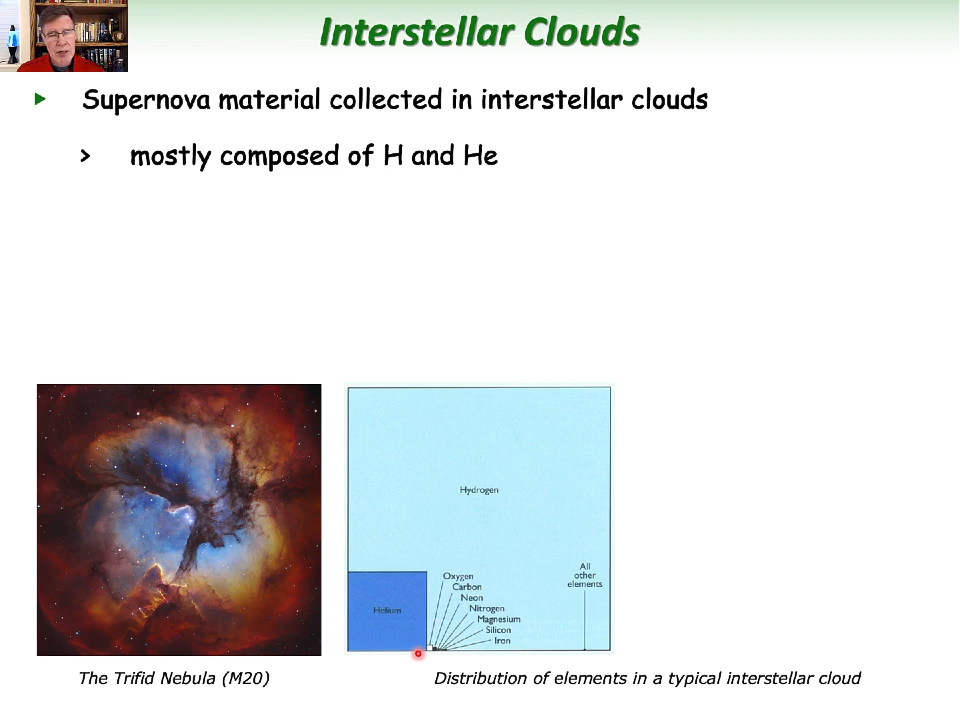 Interstellar Clouds
Supernova material collected in interstellar clouds
mostly composed of H and He
Hydrogen
Helium
Oxygen
Carbon
Neon
Nitrogen
Magnesium
Silicon
Iron
All
other
elements
The Trifid Nebula (M20)
Distribution of elements in a typical interstellar cloud